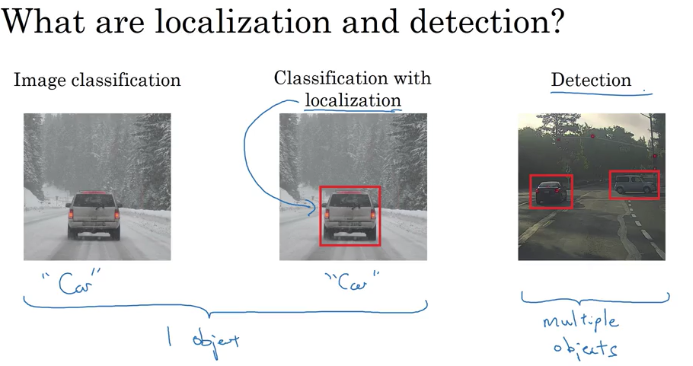 What are localization and detection?
Image classification
Classification with
localization
Detection
"Car"
"Car"
1 object
multiple
objects